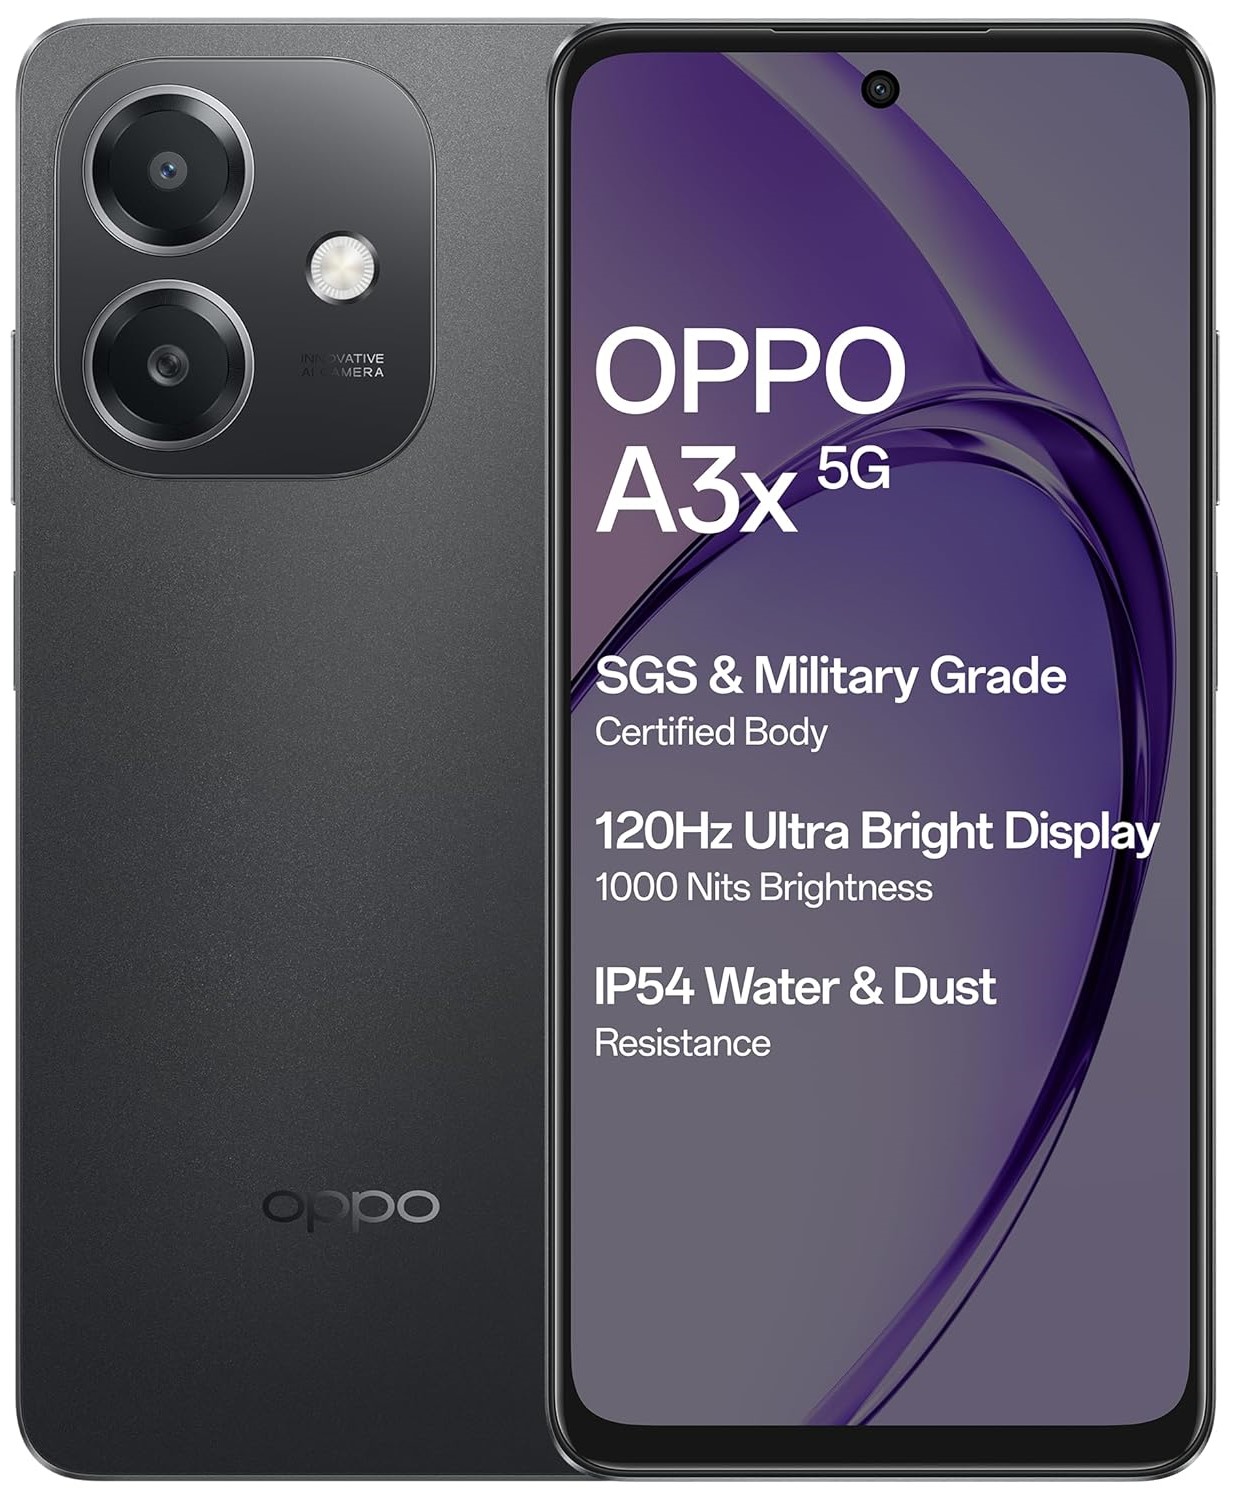 INNOVATIVE
AI CAMERA
oppo
OPPO
A3x 5G
SGS & Military Grade
Certified Body
120Hz Ultra Bright Display
1000 Nits Brightness
IP54 Water & Dust
Resistance